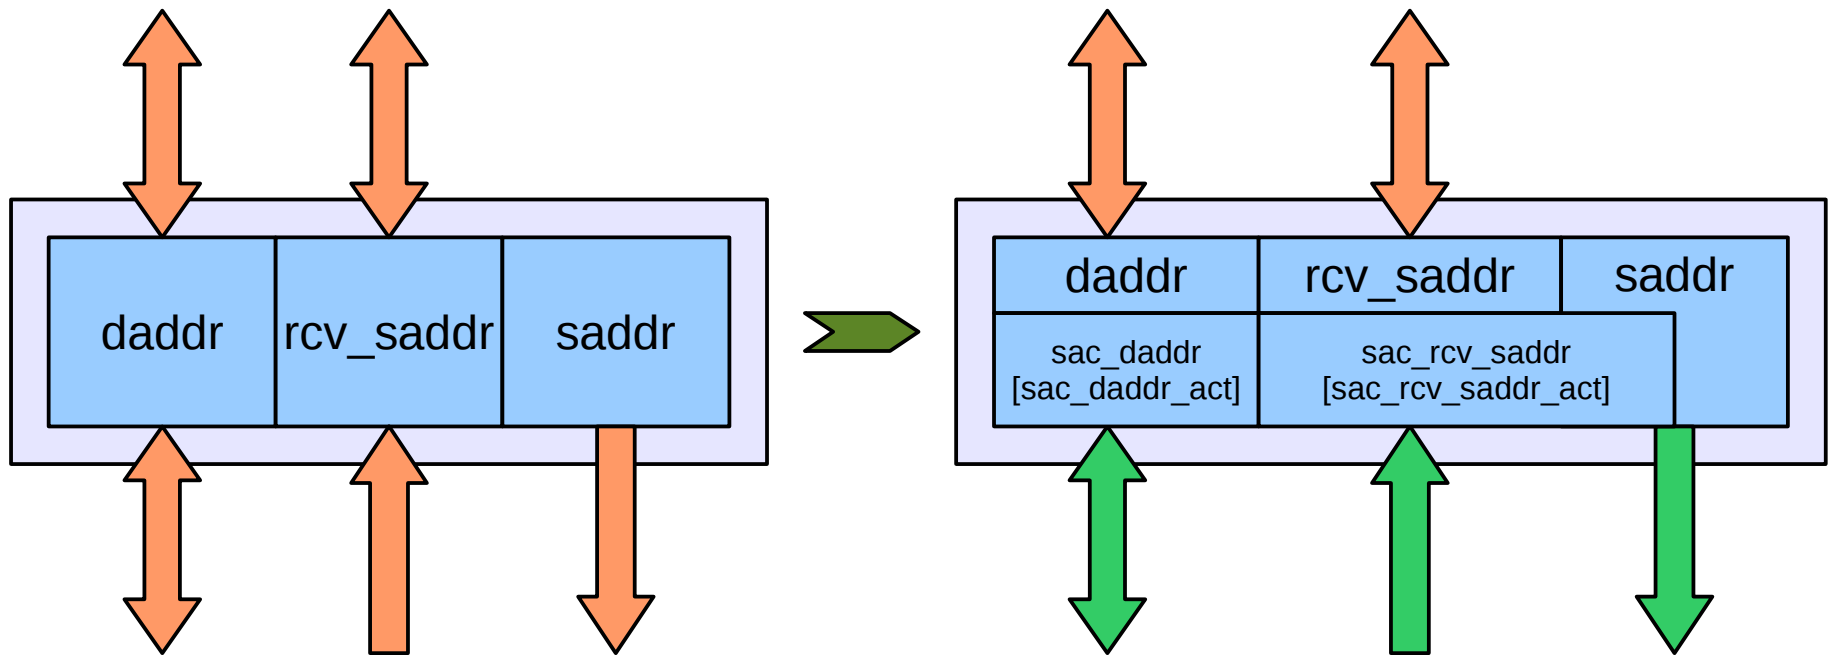 daddr
rcv_saddr
saddr
daddr
rcv_saddr
saddr
sac_daddr
[sac_daddr_act]
sac_rcv_saddr
[sac_rcv_saddr_act]